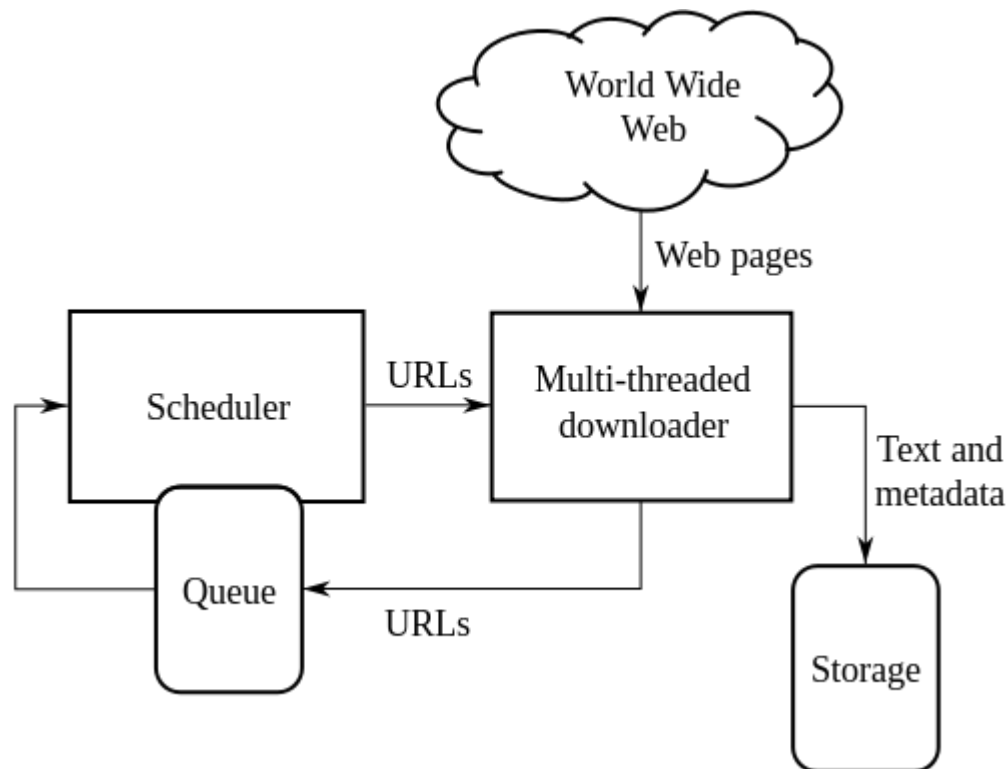 World Wide
Web
Web pages
Scheduler
URLs
Multi-threaded
downloader
Text and
metadata
Queue
URLs
Storage